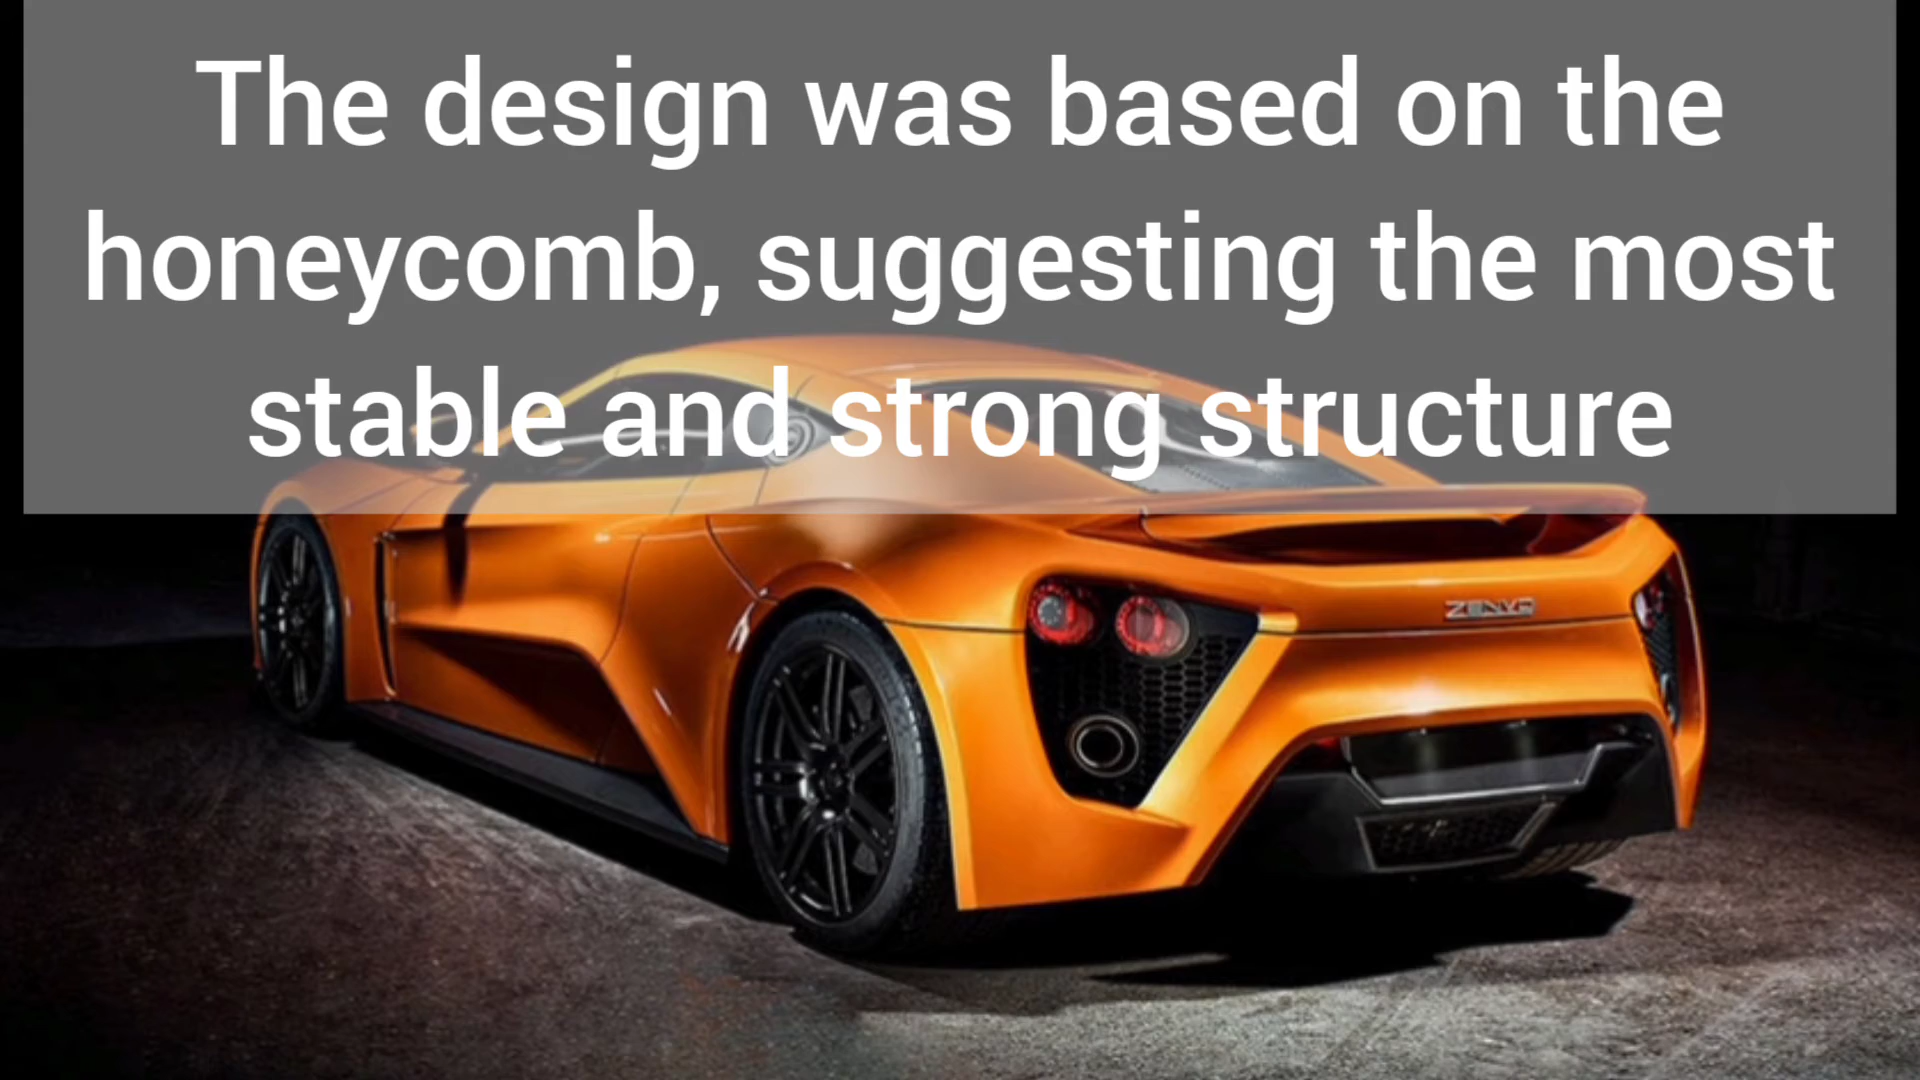 The design was based on the
honeycomb, suggesting the most
stable and strong structure
ZENVO